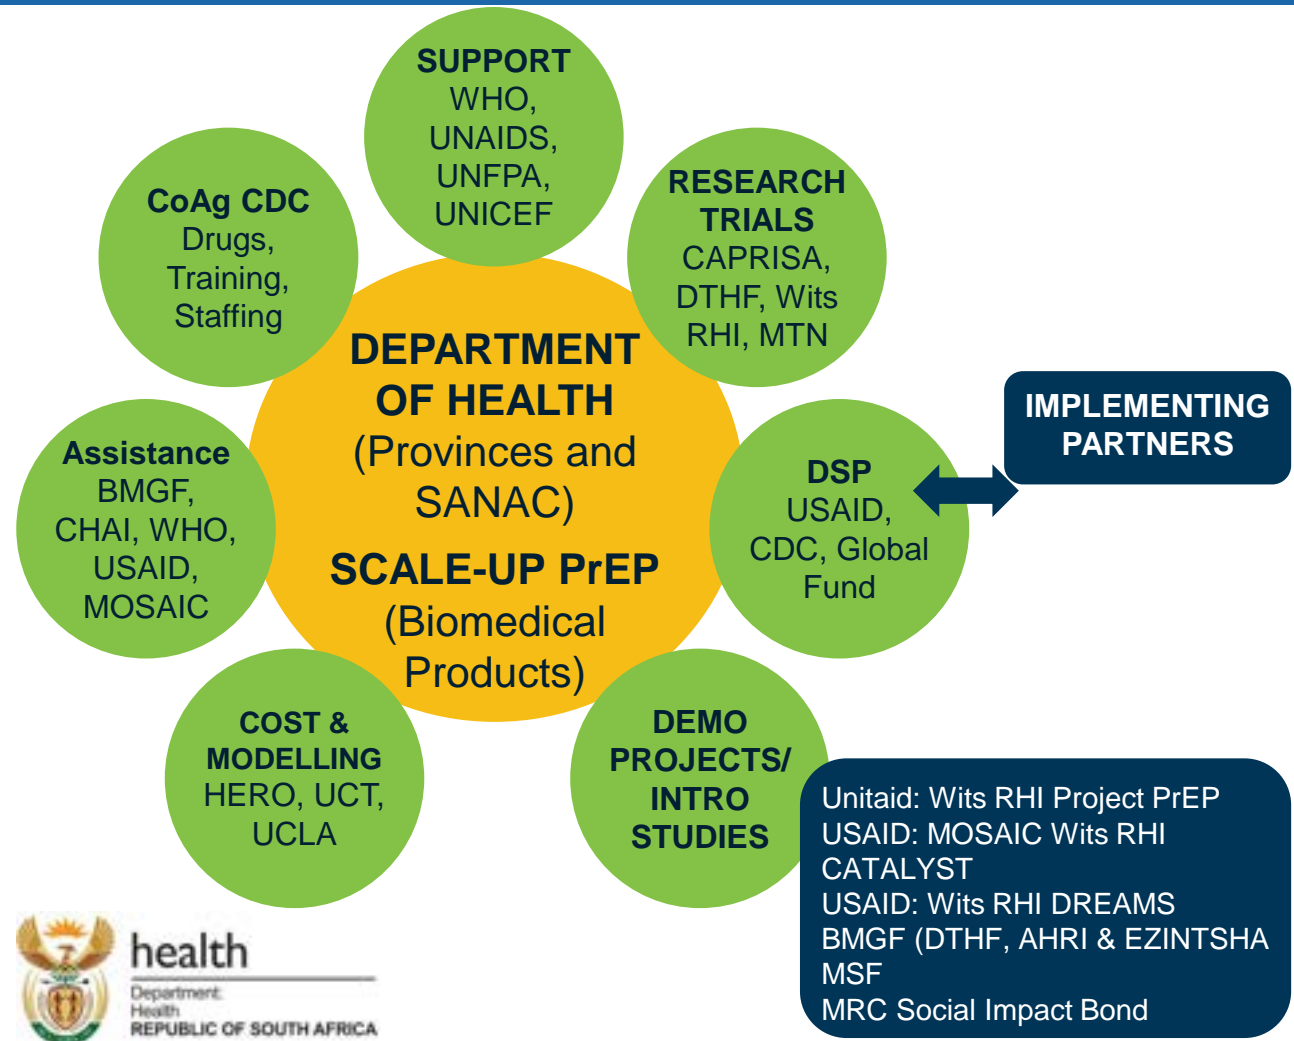 SUPPORT
WHO,
UNAIDS,
UNFPA,
UNICEF
RESEARCH
TRIALS
CAPRISA,
DTHF, Wits
RHI, MTN
CoAg CDC
Drugs,
Training,
Staffing
DEPARTMENT
OF HEALTH
(Provinces and
SANAC)
SCALE-UP PrEP
(Biomedical
Products)
IMPLEMENTING
PARTNERS
DSP
USAID,
CDC, Global
Fund
Assistance
BMGF,
CHAI, WHO,
USAID,
MOSAIC
COST &
MODELLING
HERO, UCT,
UCLA
DEMO
PROJECTS/
INTRO
STUDIES
Unitaid: Wits RHI Project PrEP
USAID: MOSAIC Wits RHI
CATALYST
USAID: Wits RHI DREAMS
BMGF (DTHF, AHRI & EZINTSHA
MSF
MRC Social Impact Bond
health
Department:
Health
REPUBLIC OF SOUTH AFRICA